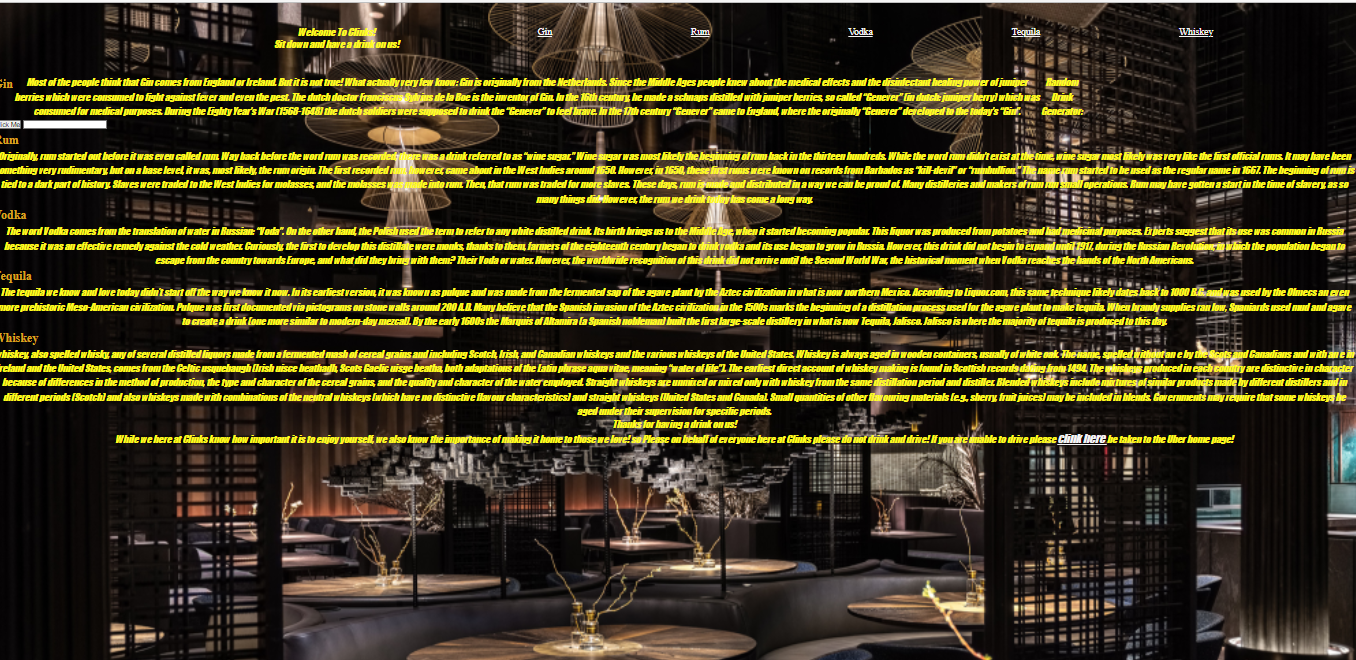 Welcome To Clinks!
Sit down and have a drink on us!
Gin
Rum
Vodka
Tequila
Whiskey
Gin
Most of the people think that Gin comes from England or Ireland. But it is not true! What actually very few know: Gin is originally from the Netherlands. Since the Middle Ages people knew about the medical effects and the disinfectant healing power of juniper
berries which were consumed to fight against fever and even the pest. The dutch doctor Franciscus Sylvius de la Boe is the inventor of Gin. In the 16th century, he made a schnaps distilled with juniper berries, so called "Genever" (in dutch: juniper berry) which was
consumed for medical purposes. During the Eighty Year's War (1568-1648) the dutch soldiers were supposed to drink the "Genever" to feel brave. In the 17th century "Genever" came to England, where the originally "Genever" developed to the today's "Gin".
Random
Drink
Generator:
lick Me
Rum
Originally, rum started out before it was even called rum. Way back before the word rum was recorded, there was a drink referred to as "wine sugar." Wine sugar was most likely the beginning of rum back in the thirteen hundreds. While the word rum didn't exist at the time, wine sugar most likely was very like the first official rums. It may have been
something very rudimentary, but on a base level, it was, most likely, the rum origin. The first recorded rum, however, came about in the West Indies around 1650. However, in 1650, these first rums were known on records from Barbados as "kill-devil" or "rumbullion." The name rum started to be used as the regular name in 1667. The beginning of rum is
tied to a dark part of history. Slaves were traded to the West Indies for molasses, and the molasses was made into rum. Then, that rum was traded for more slaves. These days, rum is made and distributed in a way we can be proud of. Many distilleries and makers of rum run small operations. Rum may have gotten a start in the time of slavery, as so
many things did. However, the rum we drink today has come a long way.
Vodka
The word Vodka comes from the translation of water in Russian: "Voda". On the other hand, the Polish used the term to refer to any white distilled drink. Its birth brings us to the Middle Age, when it started becoming popular. This liquor was produced from potatoes and had medicinal purposes. Experts suggest that its use was common in Russia
because it was an effective remedy against the cold weather. Curiously, the first to develop this distillate were monks, thanks to them, farmers of the eighteenth century began to drink vodka and its use began to grow in Russia. However, this drink did not begin to expand until 1917, during the Russian Revolution, in which the population began to
escape from the country towards Europe, and what did they bring with them? Their Voda or water. However, the worldwide recognition of this drink did not arrive until the Second World War, the historical moment when Vodka reaches the hands of the North Americans.
Tequila
The tequila we know and love today didn't start off the way we know it now. In its earliest version, it was known as pulque and was made from the fermented sap of the agave plant by the Aztec civilization in what is now northern Mexico. According to Liquor.com, this same technique likely dates back to 1000 B.C. and was used by the Olmecs an even
more prehistoric Meso-American civilization. Pulque was first documented via pictograms on stone walls around 200 A.D. Many believe that the Spanish invasion of the Aztec civilization in the 1500s marks the beginning of a distillation process used for the agave plant to make tequila. When brandy supplies ran low, Spaniards used mud and agave
to create a drink (one more similar to modern-day mezcal). By the early 1600s the Marquis of Altamira (a Spanish nobleman) built the first large-scale distillery in what is now Tequila, Jalisco. Jalisco is where the majority of tequila is produced to this day.
Whiskey
whiskey, also spelled whisky, any of several distilled liquors made from a fermented mash of cereal grains and including Scotch, Irish, and Canadian whiskeys and the various whiskeys of the United States. Whiskey is always aged in wooden containers, usually of white oak. The name, spelled without an e by the Scots and Canadians and with an e in
Ireland and the United States, comes from the Celtic usquebaugh (Irish uisce beathadh, Scots Gaelic uisge beatha, both adaptations of the Latin phrase aqua vitae, meaning "water of life"). The earliest direct account of whiskey making is found in Scottish records dating from 1494. The whiskeys produced in each country are distinctive in character
because of differences in the method of production, the type and character of the cereal grains, and the quality and character of the water employed. Straight whiskeys are unmixed or mixed only with whiskey from the same distillation period and distiller. Blended whiskeys include mixtures of similar products made by different distillers and in
different periods (Scotch) and also whiskeys made with combinations of the neutral whiskeys (which have no distinctive flavour characteristics) and straight whiskeys (United States and Canada). Small quantities of other flavouring materials (e.g., sherry, fruit juices) may be included in blends. Governments may require that some whiskeys be
aged under their supervision for specific periods.
Thanks for having a drink on us!
While we here at Clinks know how important it is to enjoy yourself, we also know the importance of making it home to those we love! so Please on behalf of everyone here at Clinks please do not drink and drive! If you are unable to drive please clink here be taken to the Uber home page!